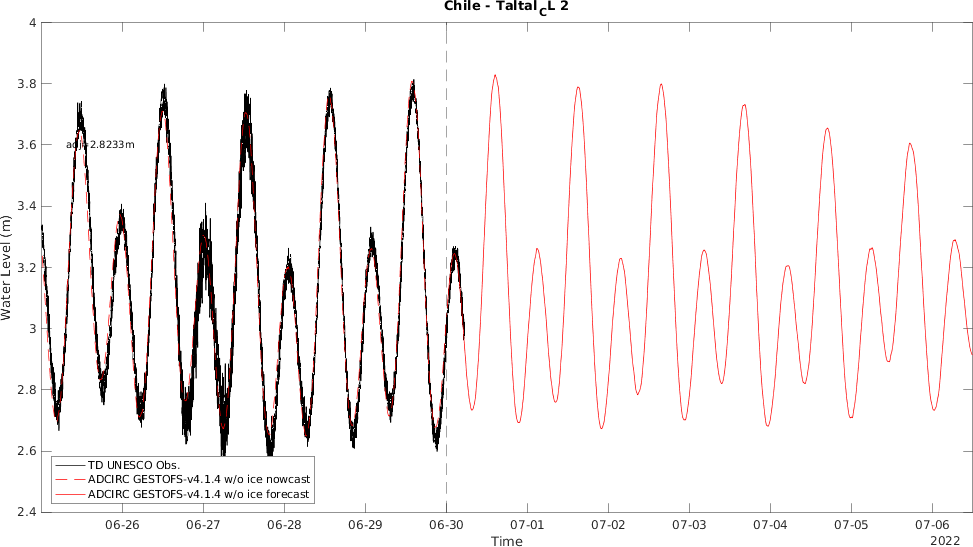 Chile - Taltal_CL 2
4
3.8
3.6
3.4
3.2
3
2.8
2.6
2.4
Water Level (m)
adj=2.8233m
TD UNESCO Obs.
ADCIRC GESTOFS-v4.1.4 w/o ice nowcast
ADCIRC GESTOFS-v4.1.4 w/o ice forecast
06-26 06-27 06-28 06-29 06-30 07-01 07-02 07-03 07-04 07-05 07-06
Time
2022